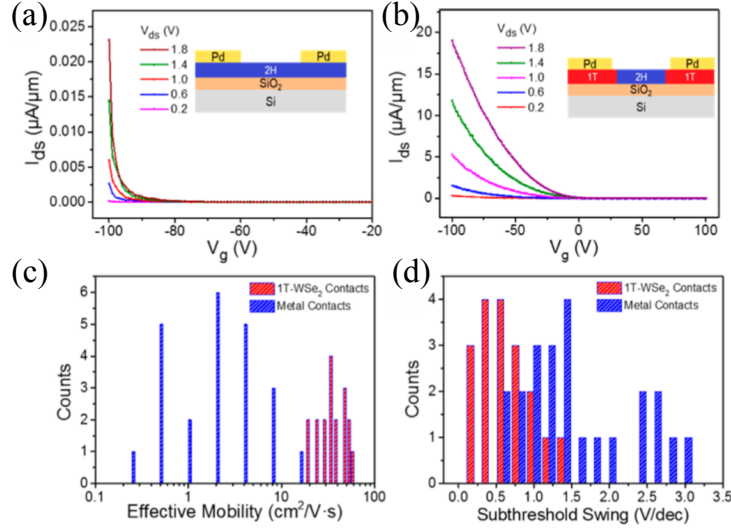 (a)
V_ds (V)
1.8
1.4
1.0
0.6
0.2
Pd Pd
2H
SiO₂
Si
I_ds (μA/μm)
0.025
0.020
0.015
0.010
0.005
0.000
-100 -80 -60 -40 -20
V_g (V)
(b)
V_ds (V)
1.8
1.4
1.0
0.6
0.2
Pd Pd
1T 2H 1T
SiO₂
Si
I_ds (μA/μm)
20
15
10
5
0
-100 -50 0 50 100
V_g (V)
(c)
1T-WSe₂ Contacts
Metal Contacts
Counts
6
5
4
3
2
1
0
0.1 1 10 100
Effective Mobility (cm²/V·s)
(d)
1T-WSe₂ Contacts
Metal Contacts
Counts
4
3
2
1
0
0.0 0.5 1.0 1.5 2.0 2.5 3.0 3.5
Subthreshold Swing (V/dec)